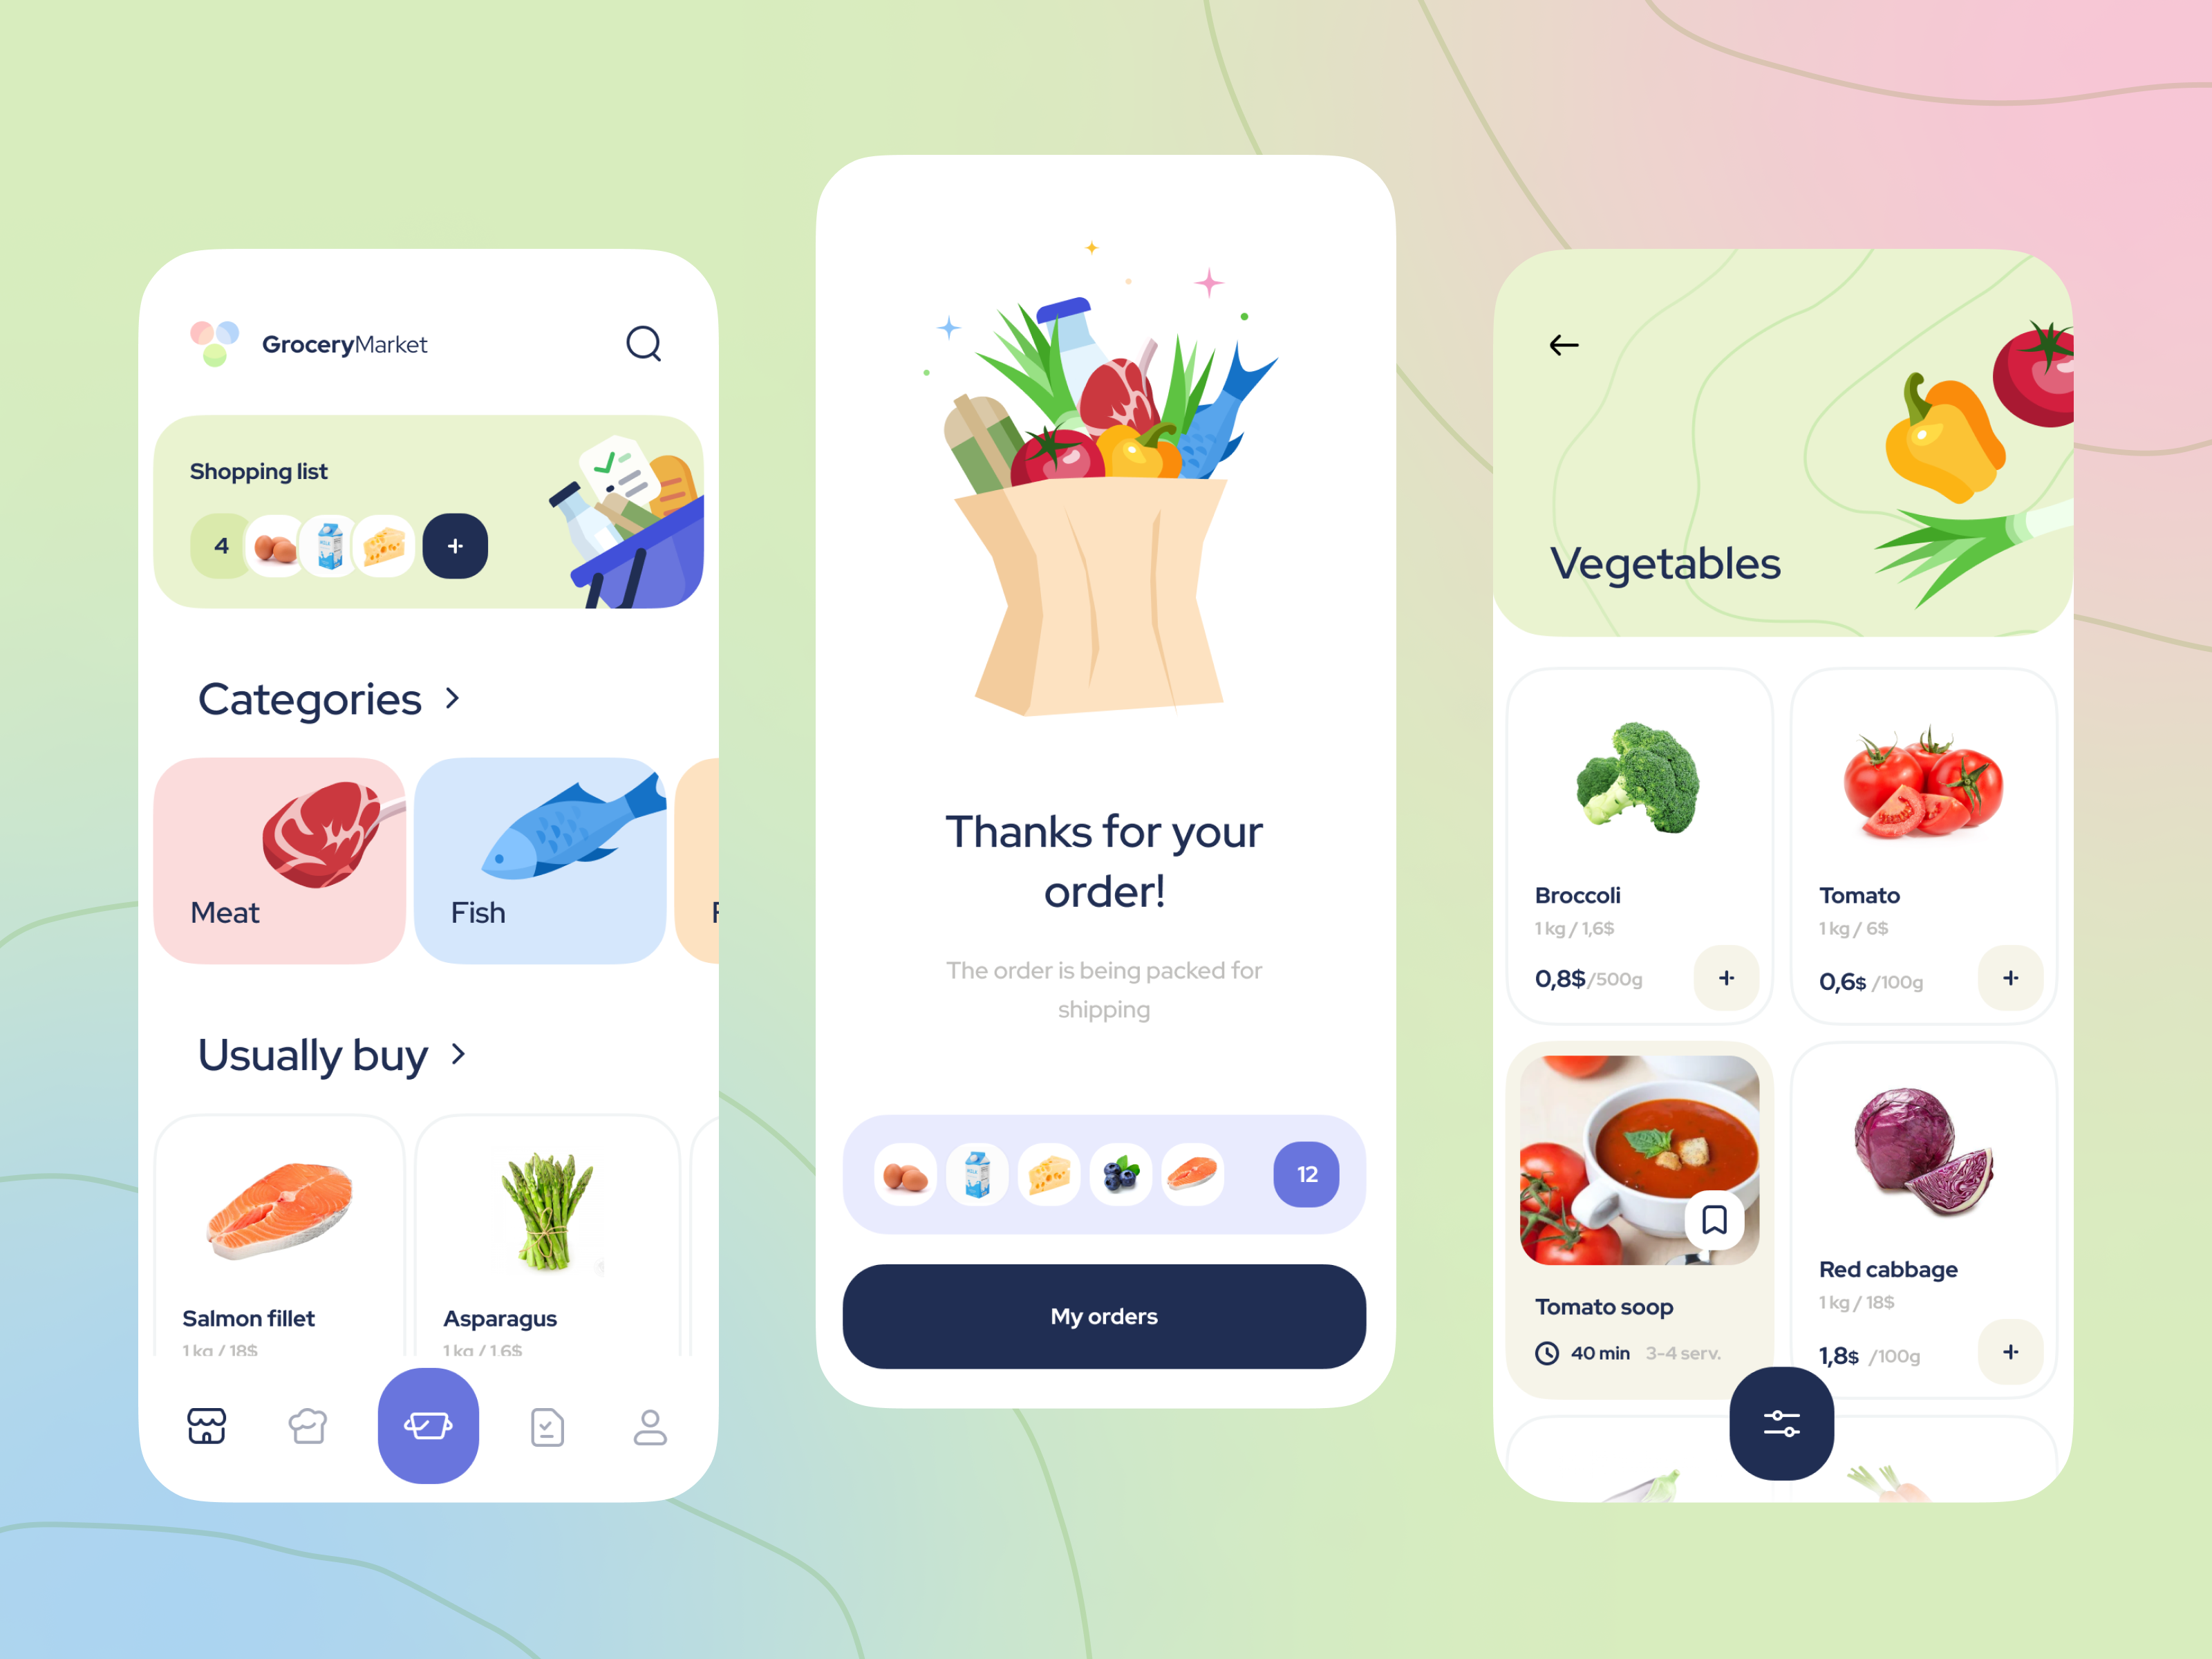 GroceryMarket
Shopping list
4
+
Categories
Meat
Fish
Usually buy
Salmon fillet
1 kg / 18$
Asparagus
1 kg / 1,6$
Thanks for your
order!
The order is being packed for
shipping
MILK
12
My orders
Vegetables
Broccoli
1 kg / 1,6$
0,8$/500g
+
Tomato
1 kg / 6$
0,6$ /100g
+
Tomato soop
40 min 3-4 serv.
Red cabbage
1 kg / 18$
1,8$ /100g
+